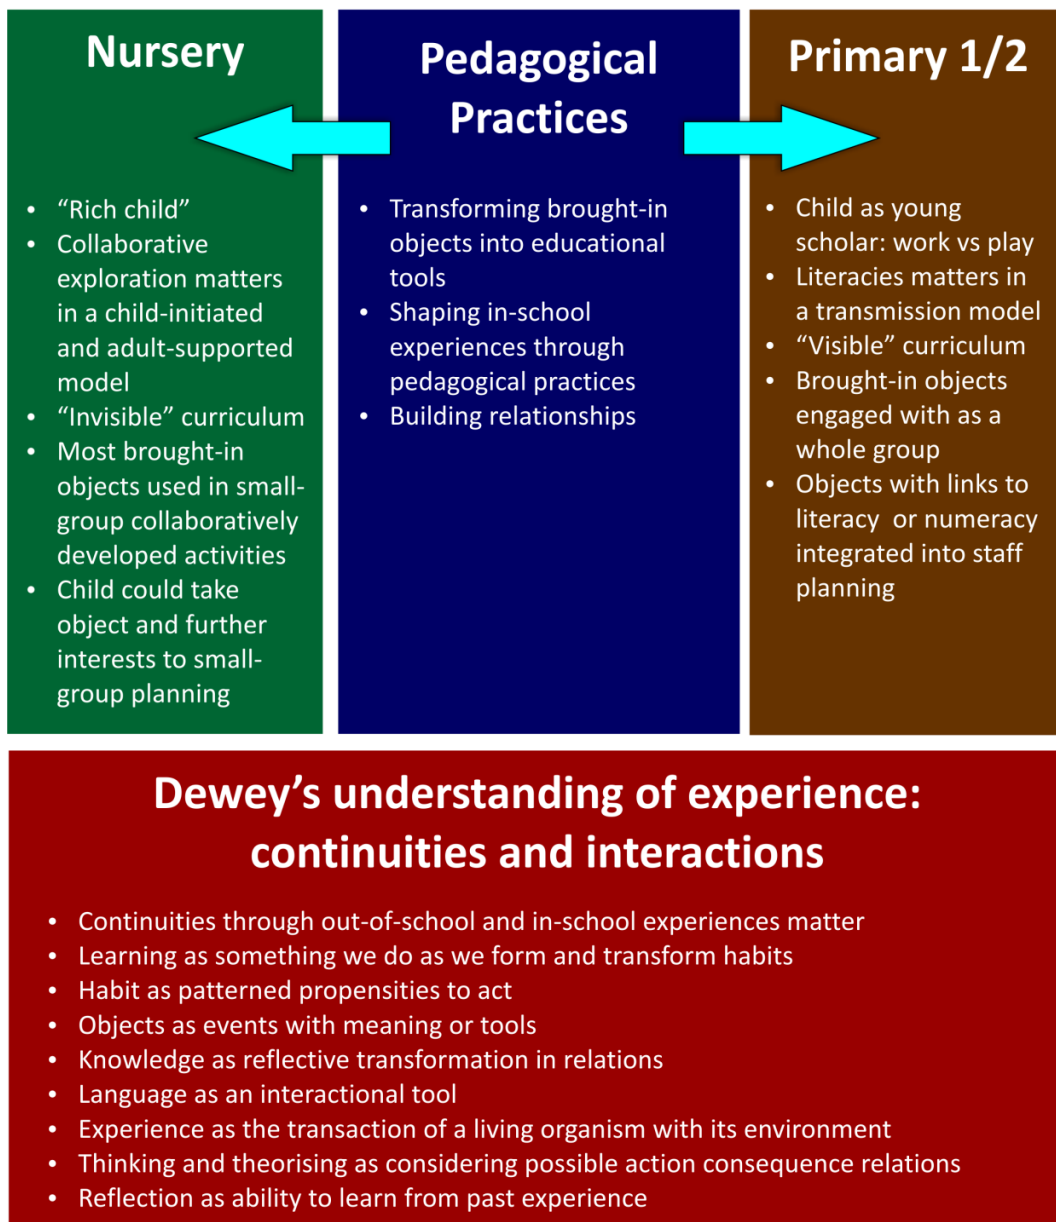 Nursery
• “Rich child”
• Collaborative
exploration matters
in a child-initiated
and adult-supported
model
• “Invisible” curriculum
• Most brought-in
objects used in small-
group collaboratively
developed activities
• Child could take
object and further
interests to small-
group planning
Pedagogical
Practices
• Transforming brought-in
objects into educational
tools
• Shaping in-school
experiences through
pedagogical practices
• Building relationships
Primary 1/2
• Child as young
scholar: work vs play
• Literacies matters in
a transmission model
• “Visible” curriculum
• Brought-in objects
engaged with as a
whole group
• Objects with links to
literacy or numeracy
integrated into staff
planning
Dewey’s understanding of experience:
continuities and interactions
• Continuities through out-of-school and in-school experiences matter
• Learning as something we do as we form and transform habits
• Habit as patterned propensities to act
• Objects as events with meaning or tools
• Knowledge as reflective transformation in relations
• Language as an interactional tool
• Experience as the transaction of a living organism with its environment
• Thinking and theorising as considering possible action consequence relations
• Reflection as ability to learn from past experience